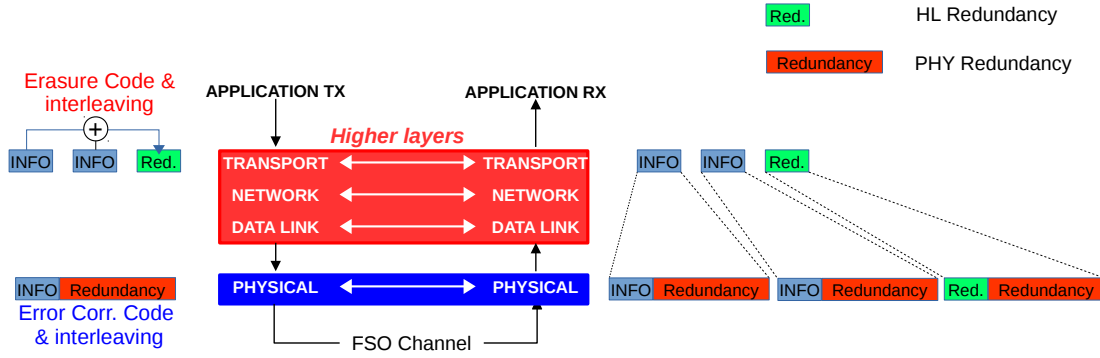 Red.
HL Redundancy
Redundancy
PHY Redundancy
Erasure Code &
interleaving
+
INFO
INFO
Red.
APPLICATION TX
APPLICATION RX
Higher layers
TRANSPORT
TRANSPORT
NETWORK
NETWORK
DATA LINK
DATA LINK
PHYSICAL
PHYSICAL
FSO Channel
INFO
Redundancy
Error Corr. Code
& interleaving
INFO
INFO
Red.
INFO
Redundancy
INFO
Redundancy
Red.
Redundancy